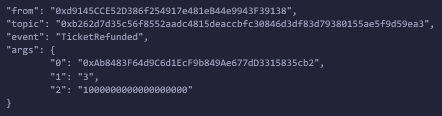 "from": "0xd9145CCE52D386f254917e481eB44e9943F39138",
"topic": "0xb262d7d35c56f8552aadc4815deaccbfc30846d3df83d79380155ae5f9d59ea3",
"event": "TicketRefunded",
"args": {
"0": "0xAb8483F64d9C6d1EcF9b849Ae677dD3315835cb2",
"1": "3",
"2": "1000000000000000000"
}